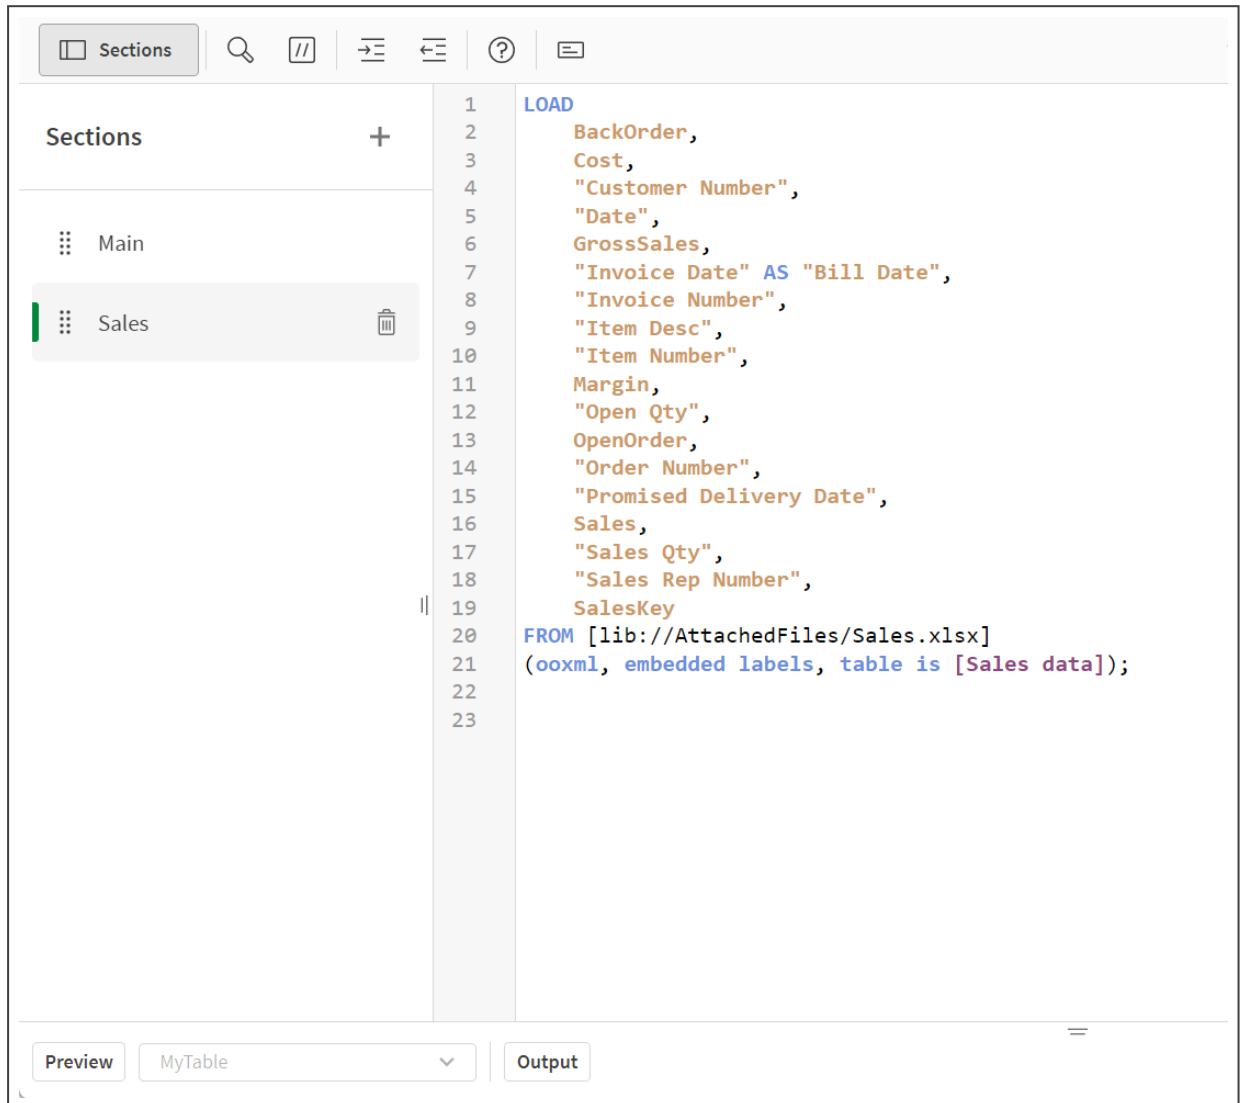 Sections
Sections
Main
Sales
1 LOAD
2 BackOrder,
3 Cost,
4 "Customer Number",
5 "Date",
6 GrossSales,
7 "Invoice Date" AS "Bill Date",
8 "Invoice Number",
9 "Item Desc",
10 "Item Number",
11 Margin,
12 "Open Qty",
13 OpenOrder,
14 "Order Number",
15 "Promised Delivery Date",
16 Sales,
17 "Sales Qty",
18 "Sales Rep Number",
19 SalesKey
20 FROM [lib://AttachedFiles/Sales.xlsx]
21 (ooxml, embedded labels, table is [Sales data]);
22
23
Preview MyTable Output